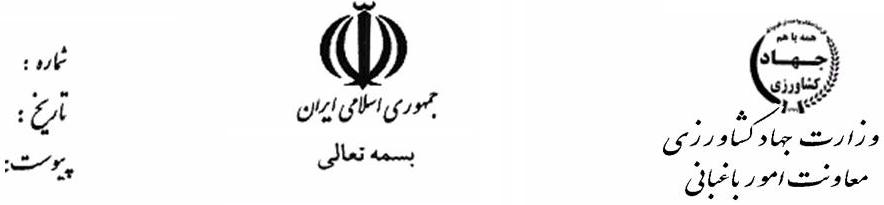 همه با هم
جهاد
کشاورزی
وزارت جهاد کشاورزی
معاونت امور باغبانی
جمهوری اسلامی ایران
بسمه تعالی
شماره :
تاریخ :
پیوست: